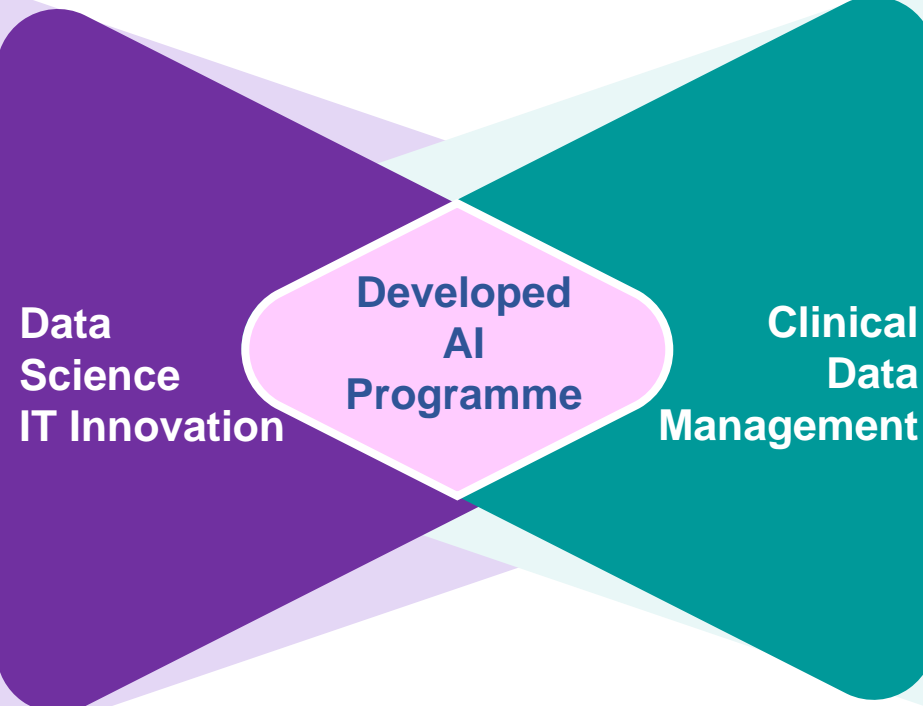 Data
Science
IT Innovation
Developed
AI
Programme
Clinical
Data
Management